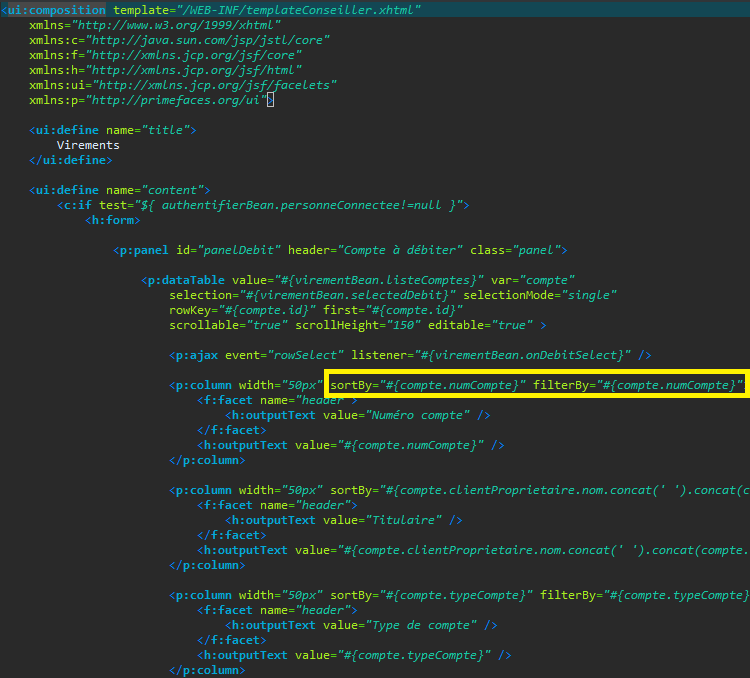 <ui:composition template="/WEB-INF/templateConseiller.xhtml"
xmlns="http://www.w3.org/1999/xhtml"
xmlns:c="http://java.sun.com/jsp/jstl/core"
xmlns:f="http://xmlns.jcp.org/jsf/core"
xmlns:h="http://xmlns.jcp.org/jsf/html"
xmlns:ui="http://xmlns.jcp.org/jsf/facelets"
xmlns:p="http://primefaces.org/ui">
<ui:define name="title">
Virements
</ui:define>
<ui:define name="content">
<c:if test="${ authentifierBean.personneConnectee!=null }">
<h:form>
<p:panel id="panelDebit" header="Compte à débiter" class="panel">
<p:dataTable value="#{virementBean.listeComptes}" var="compte"
selection="#{virementBean.selectedDebit}" selectionMode="single"
rowKey="#{compte.id}" first="#{compte.id}"
scrollable="true" scrollHeight="150" editable="true" >
<p:ajax event="rowSelect" listener="#{virementBean.onDebitSelect}" />
<p:column width="50px" sortBy="#{compte.numCompte}" filterBy="#{compte.numCompte}"
<f:facet name="header">
<h:outputText value="Numéro compte" />
</f:facet>
<h:outputText value="#{compte.numCompte}" />
</p:column>
<p:column width="50px" sortBy="#{compte.clientProprietaire.nom.concat(' ').concat(c
<f:facet name="header">
<h:outputText value="Titulaire" />
</f:facet>
<h:outputText value="#{compte.clientProprietaire.nom.concat(' ').concat(compte.
</p:column>
<p:column width="50px" sortBy="#{compte.typeCompte}" filterBy="#{compte.typeCompte}
<f:facet name="header">
<h:outputText value="Type de compte" />
</f:facet>
<h:outputText value="#{compte.typeCompte}" />
</p:column>